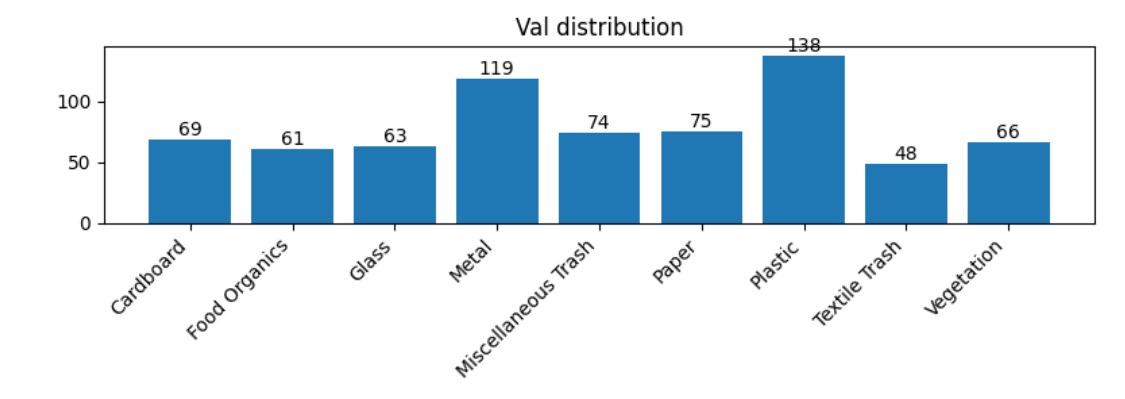 Val distribution
138
119
69
61
63
74
75
48
66
100
50
0
Cardboard
Food Organics
Glass
Metal
Miscellaneous Trash
Paper
Plastic
Textile Trash
Vegetation